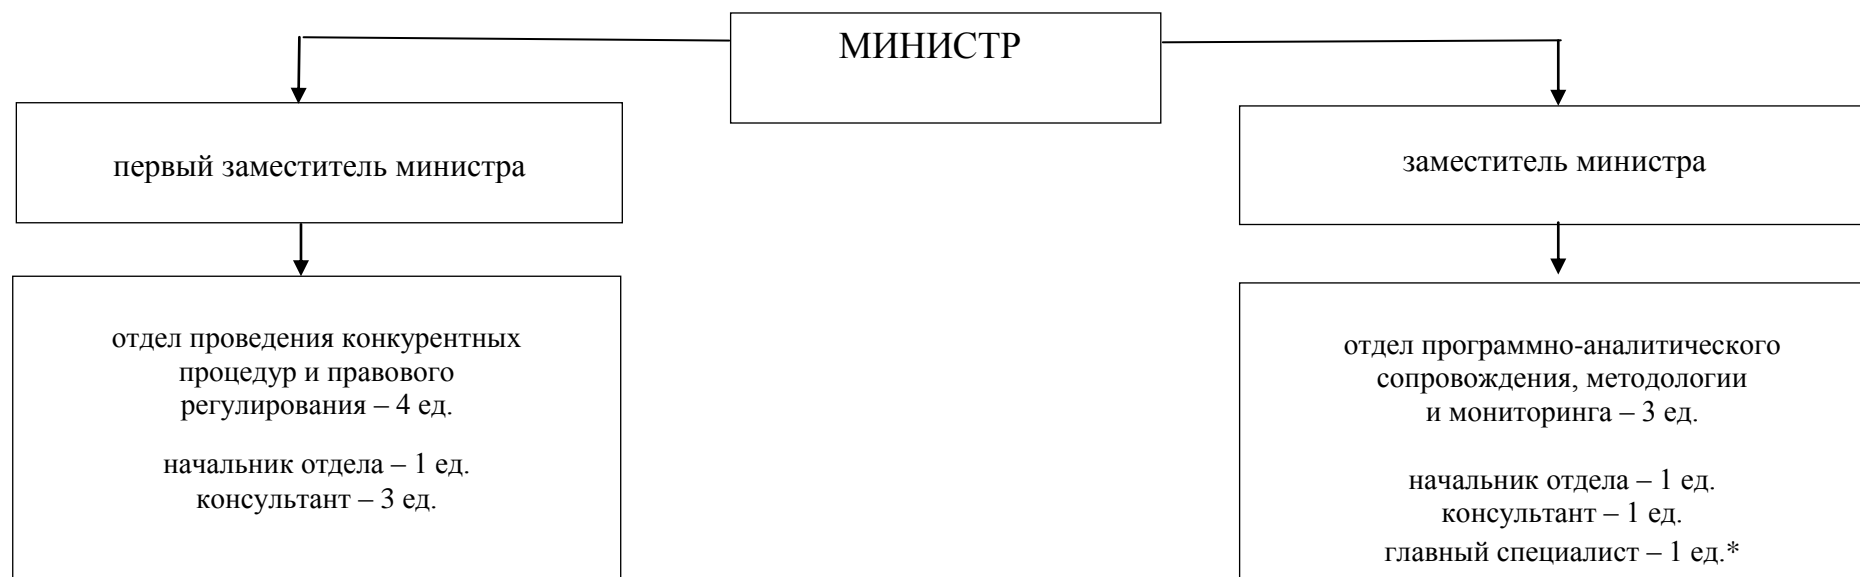 МИНИСТР
первый заместитель министра
заместитель министра
отдел проведения конкурентных
процедур и правового
регулирования – 4 ед.
начальник отдела – 1 ед.
консультант – 3 ед.
отдел программно-аналитического
сопровождения, методологии
и мониторинга – 3 ед.
начальник отдела – 1 ед.
консультант – 1 ед.
главный специалист – 1 ед.*